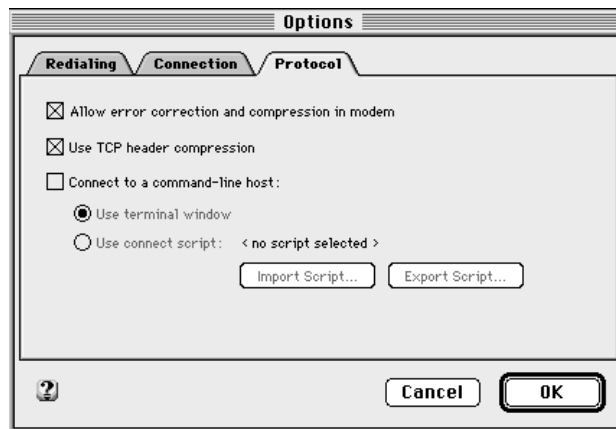 Options
Redialing Connection Protocol
Allow error correction and compression in modem
Use TCP header compression
Connect to a command-line host:
Use terminal window
Use connect script: < no script selected >
Import Script... Export Script...
? Cancel OK